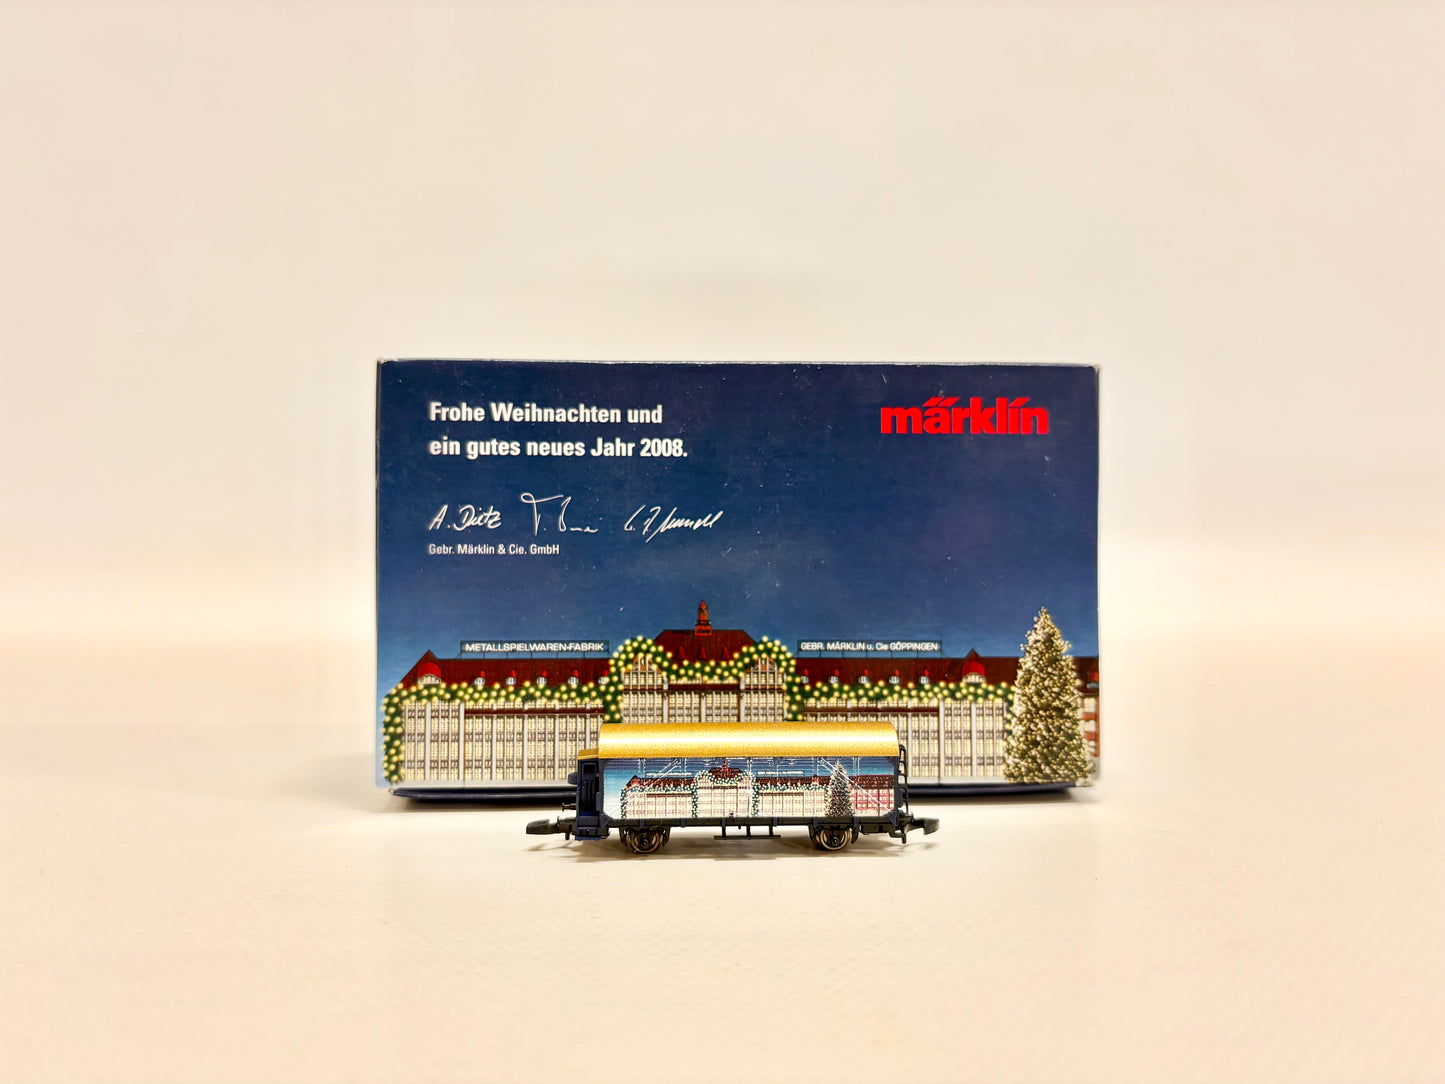 Frohe Weihnachten und
ein gutes neues Jahr 2008.
märklin
A. Dietz
Gebr. Märklin & Cie. GmbH
METALLSPIELWAREN-FABRIK
GEBR. MÄRKLIN u. Cie GÖPPINGEN